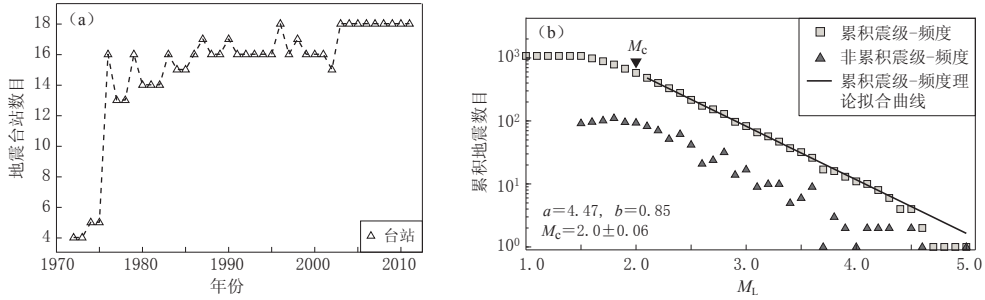 (a)
18
16
14
12
10
8
6
4
地震台站数目
台站
1970
1980
1990
2000
2010
年份
(b)
M_c
累积震级-频度
非累积震级-频度
累积震级-频度理
论拟合曲线
10³
10²
10¹
10⁰
累积地震数目
a=4.47, b=0.85
M_c=2.0±0.06
1.0
2.0
3.0
4.0
5.0
M_L